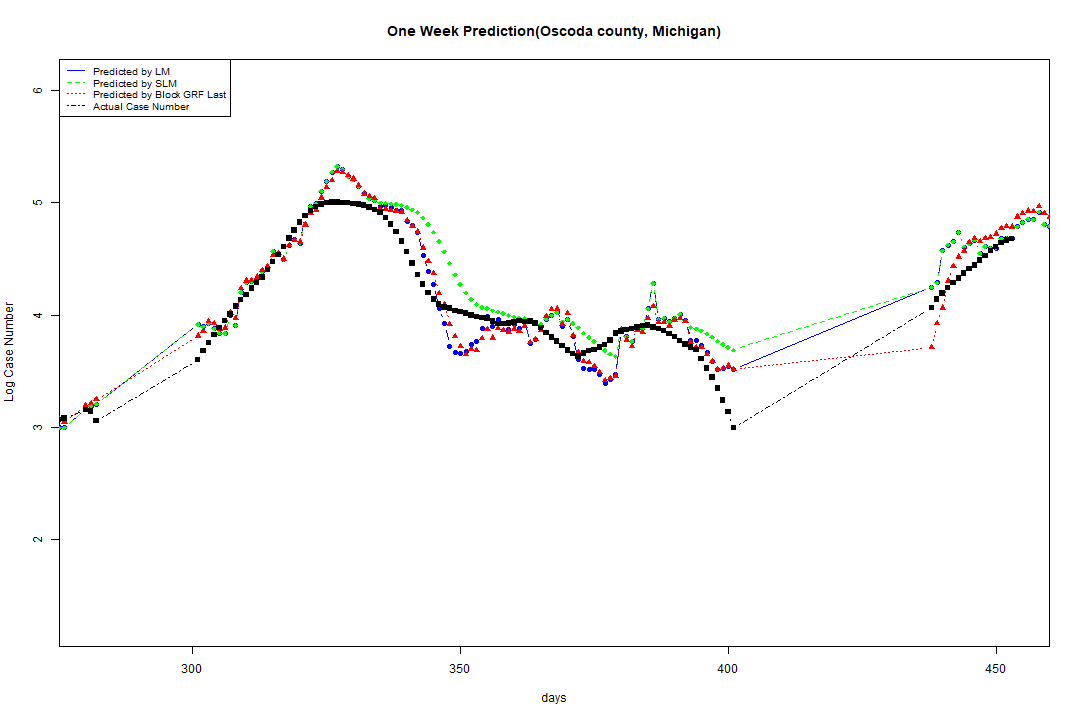 One Week Prediction(Oscoda county, Michigan)
Predicted by LM
Predicted by SLM
Predicted by Block GRF Last
Actual Case Number
6
5
4
3
2
Log Case Number
300 350 400 450
days